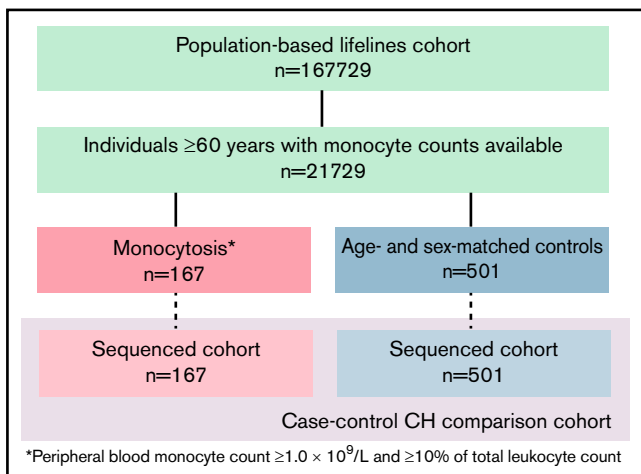 Population-based lifelines cohort
n=167729
Individuals ≥60 years with monocyte counts available
n=21729
Monocytosis*
n=167
Age- and sex-matched controls
n=501
Sequenced cohort
n=167
Sequenced cohort
n=501
Case-control CH comparison cohort
*Peripheral blood monocyte count ≥1.0 × 10⁹/L and ≥10% of total leukocyte count